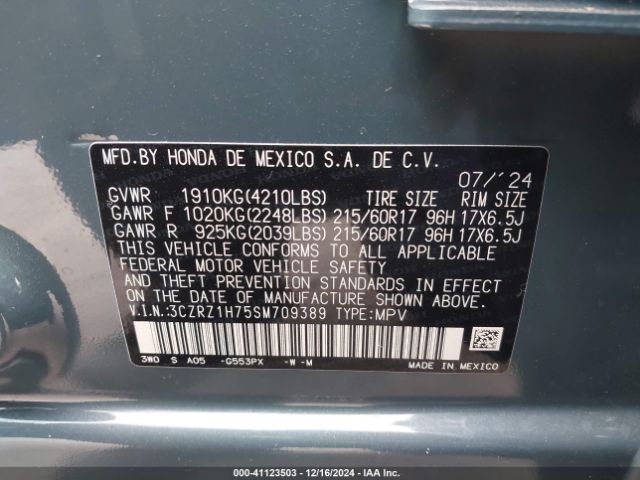 MFD.BY HONDA DE MEXICO S.A. DE C.V.
07/'24
GVWR 1910KG(4210LBS) TIRE SIZE RIM SIZE
GAWR F 1020KG(2248LBS) 215/60R17 96H 17X6.5J
GAWR R 925KG(2039LBS) 215/60R17 96H 17X6.5J
THIS VEHICLE CONFORMS TO ALL APPLICABLE
FEDERAL MOTOR VEHICLE SAFETY
AND THEFT PREVENTION STANDARDS IN EFFECT
ON THE DATE OF MANUFACTURE SHOWN ABOVE.
V.I.N.:3CZRZ1H75SM709389 TYPE:MPV
3W0 S A05 -G553PX -W-M
MADE IN MEXICO
000-41123503 - 12/16/2024 - IAA Inc.